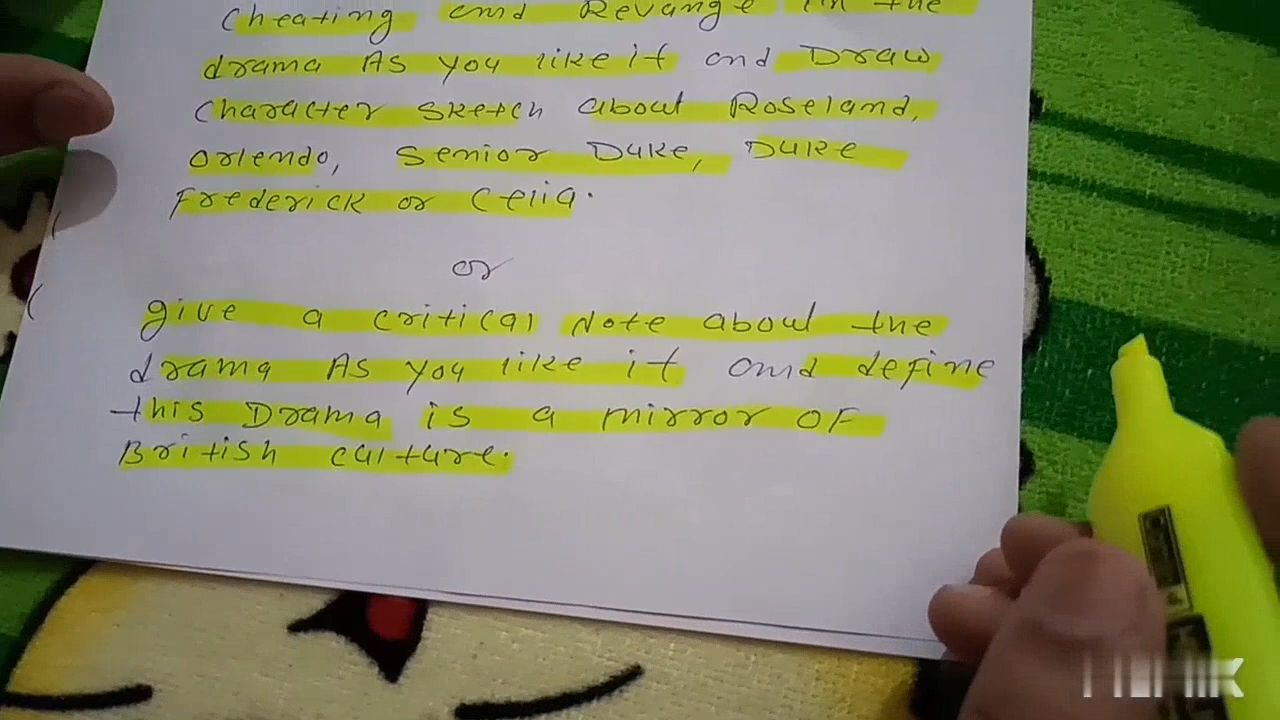 Cheating and Revange in the
drama As you like it and Draw
Character Sketch about Roseland,
Orlendo, Senior Duke, Duke
Frederick or Celia.
or
give a critical note about the
drama As you like it and define
this Drama is a mirror of
British culture.